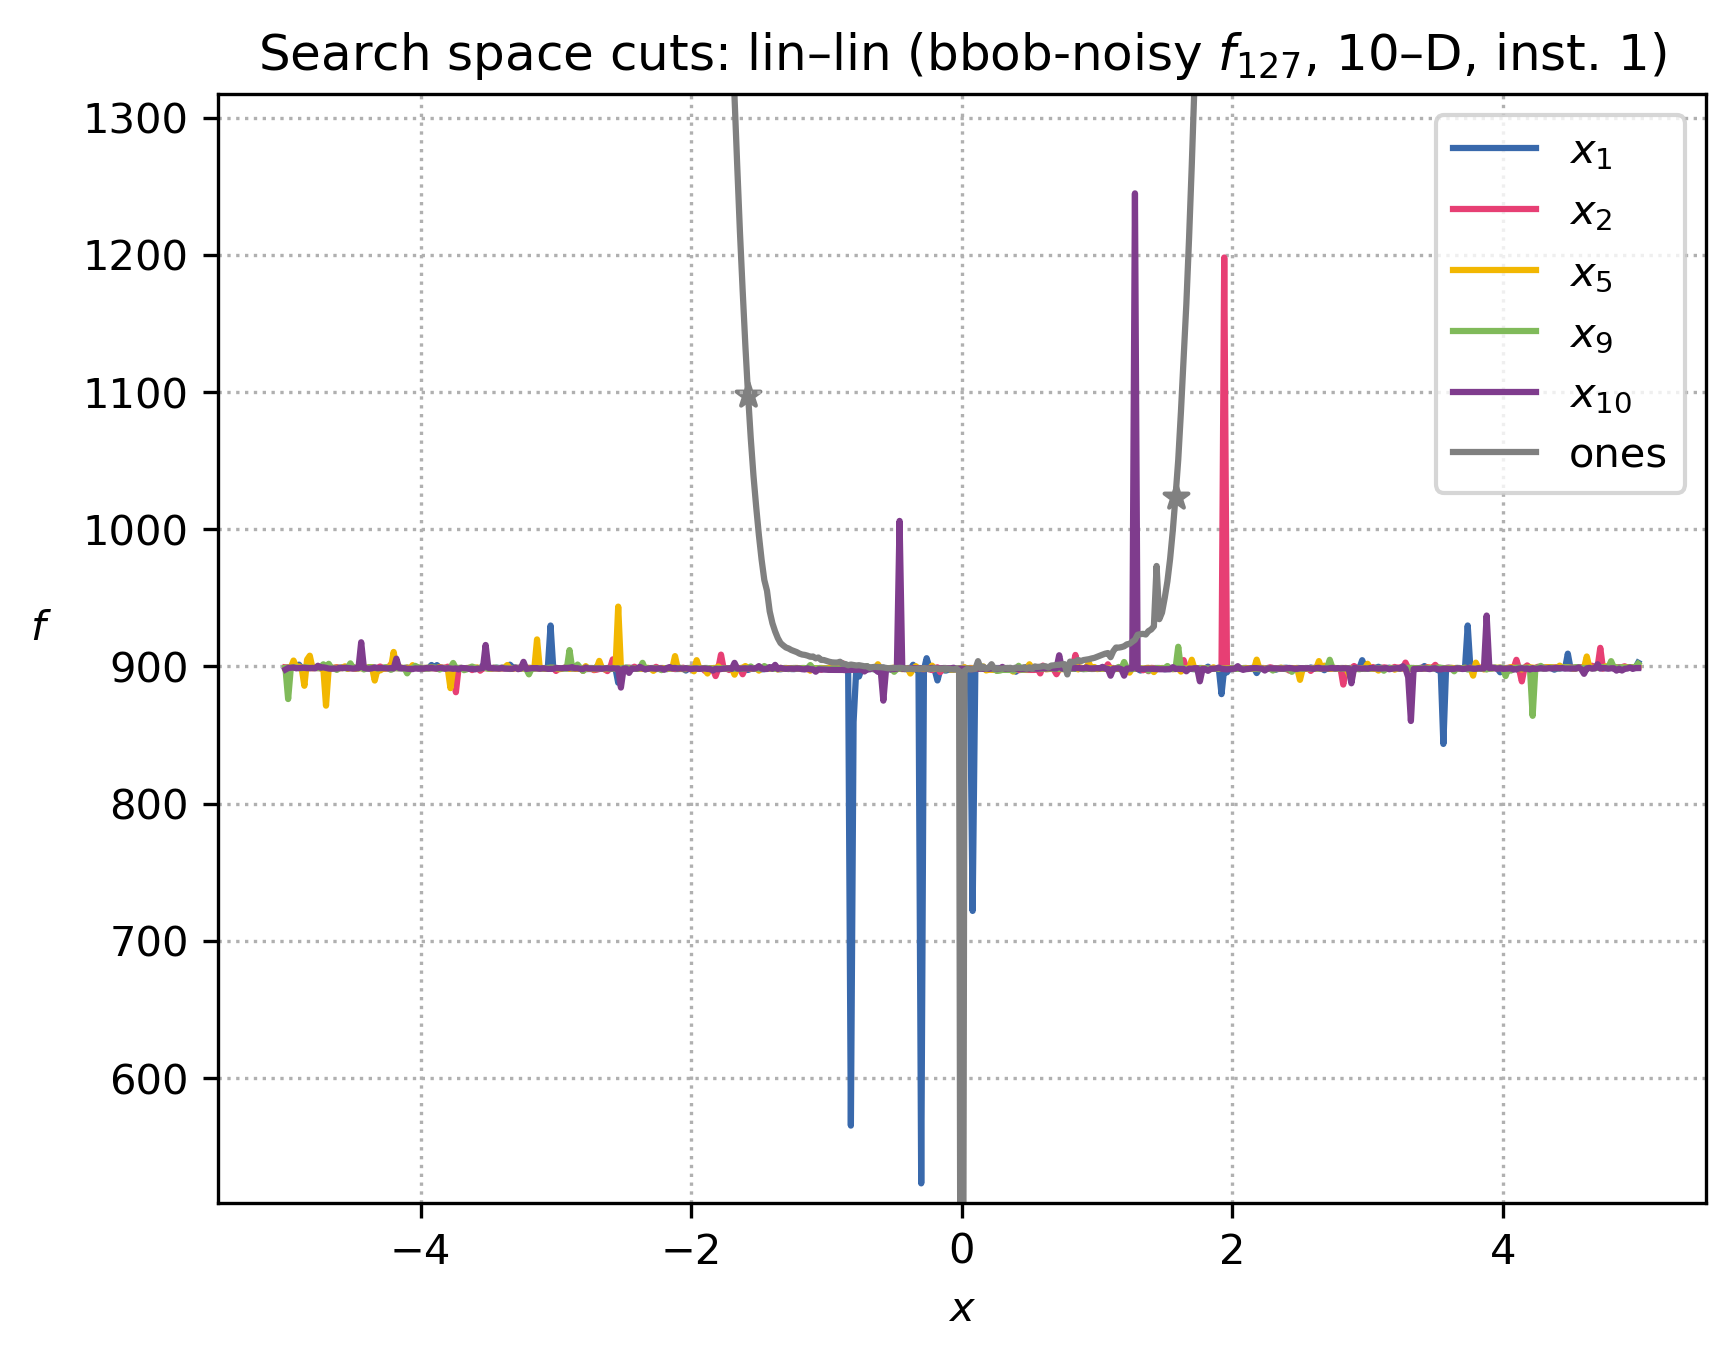 Search space cuts: lin–lin (bbob-noisy f₁₂₇, 10–D, inst. 1)
1300
1200
1100
1000
900
800
700
600
f
−4
−2
0
2
4
x
x₁
x₂
x₅
x₉
x₁₀
ones